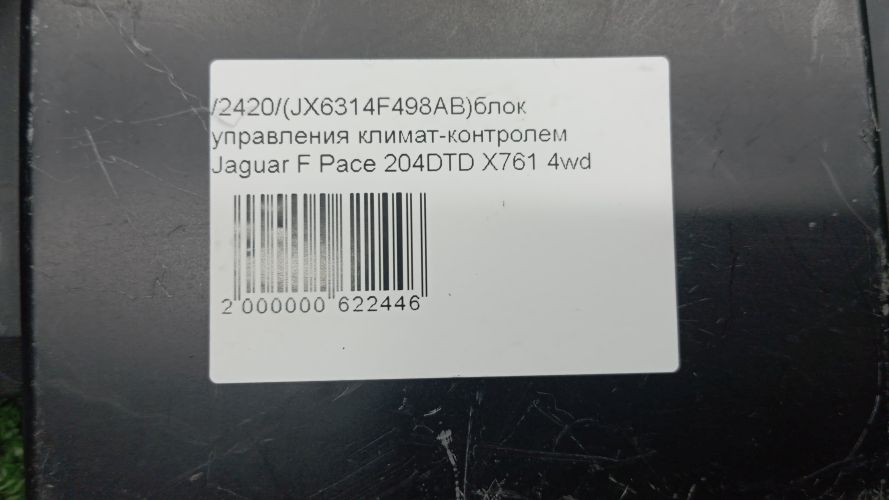 /2420/(JX6314F498AB)блок
управления климат-контролем
Jaguar F Pace 204DTD X761 4wd
2 000000 622446